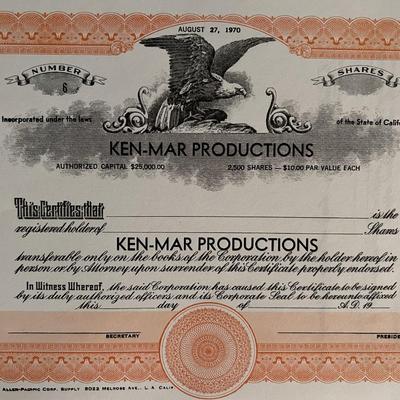 AUGUST 27, 1970
NUMBER
SHARES
6
Incorporated under the laws
of the State of Califo
KEN-MAR PRODUCTIONS
AUTHORIZED CAPITAL $25,000.00 2,500 SHARES — $10.00 PAR VALUE EACH
This Certifies that is the
registered holder of Shares
KEN-MAR PRODUCTIONS
transferable only on the books of the Corporation by the holder hereof in
person or by Attorney upon surrender of this Certificate properly endorsed.
In Witness Whereof, the said Corporation has caused this Certificate to be signed
by its duly authorized officers and its Corporate Seal to be hereunto affixed
this day of A.D. 19
SECRETARY PRESIDE
ALLEN-PACIFIC CORP. SUPPLY 8022 MELROSE AVE., L. A. CALIF